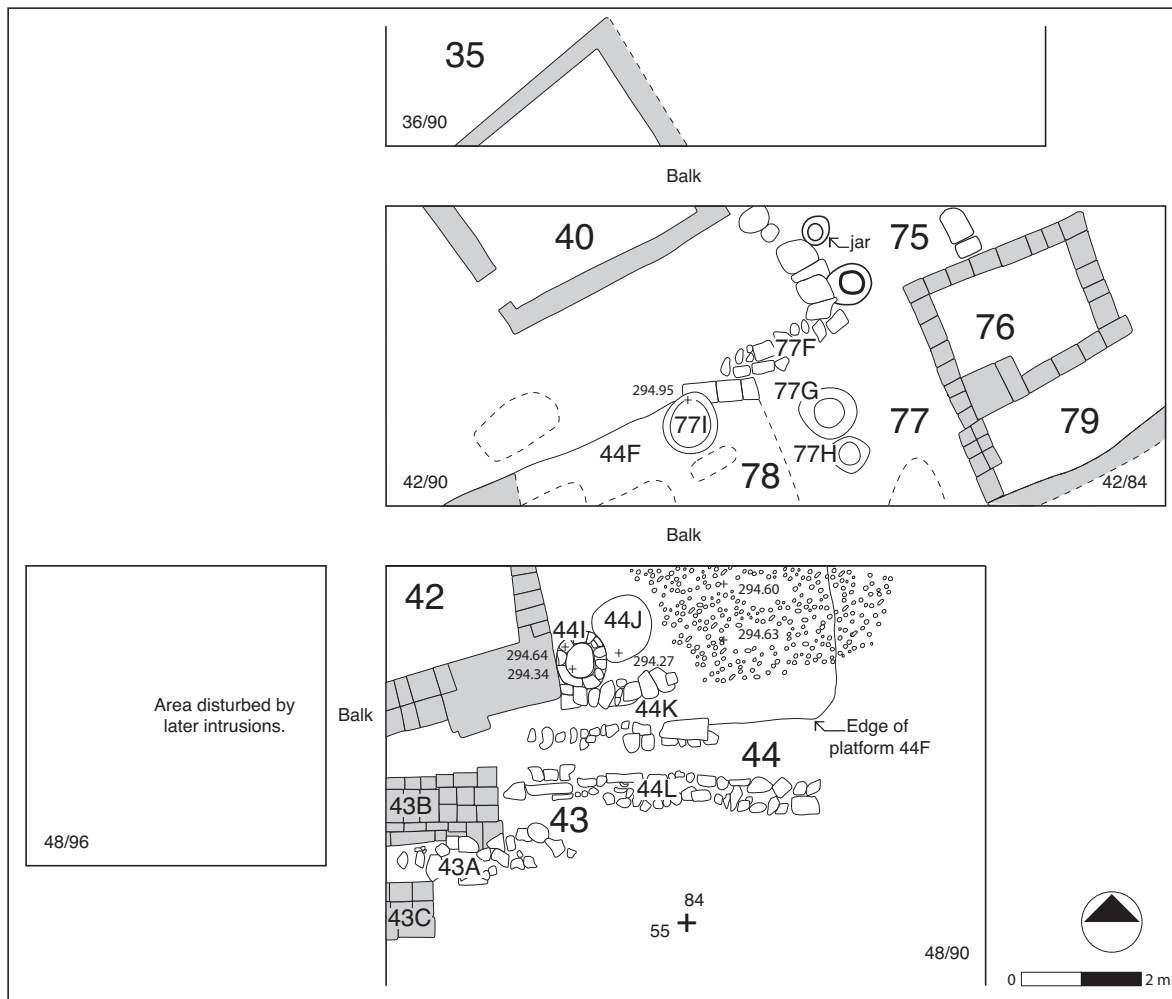 35
36/90
Balk
40
jar
75
76
77F
294.95
77G
77I
77
79
44F
77H
78
42/90
42/84
Balk
42
44J
294.60
44I
294.63
294.64
294.27
294.34
Area disturbed by
later intrusions.
Balk
44K
Edge of
platform 44F
44
44L
43B
43
48/96
43A
43C
84
55
48/90
0
2 m